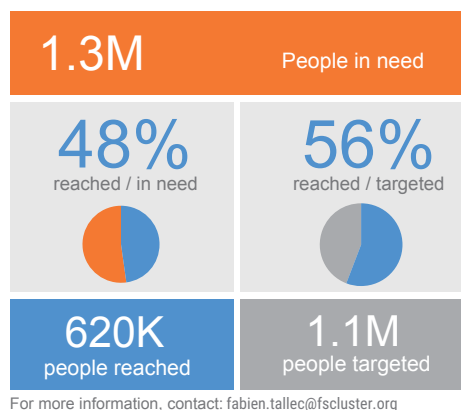 1.3M
People in need
48%
reached / in need
56%
reached / targeted
620K
people reached
1.1M
people targeted
For more information, contact: fabien.tallec@fscluster.org